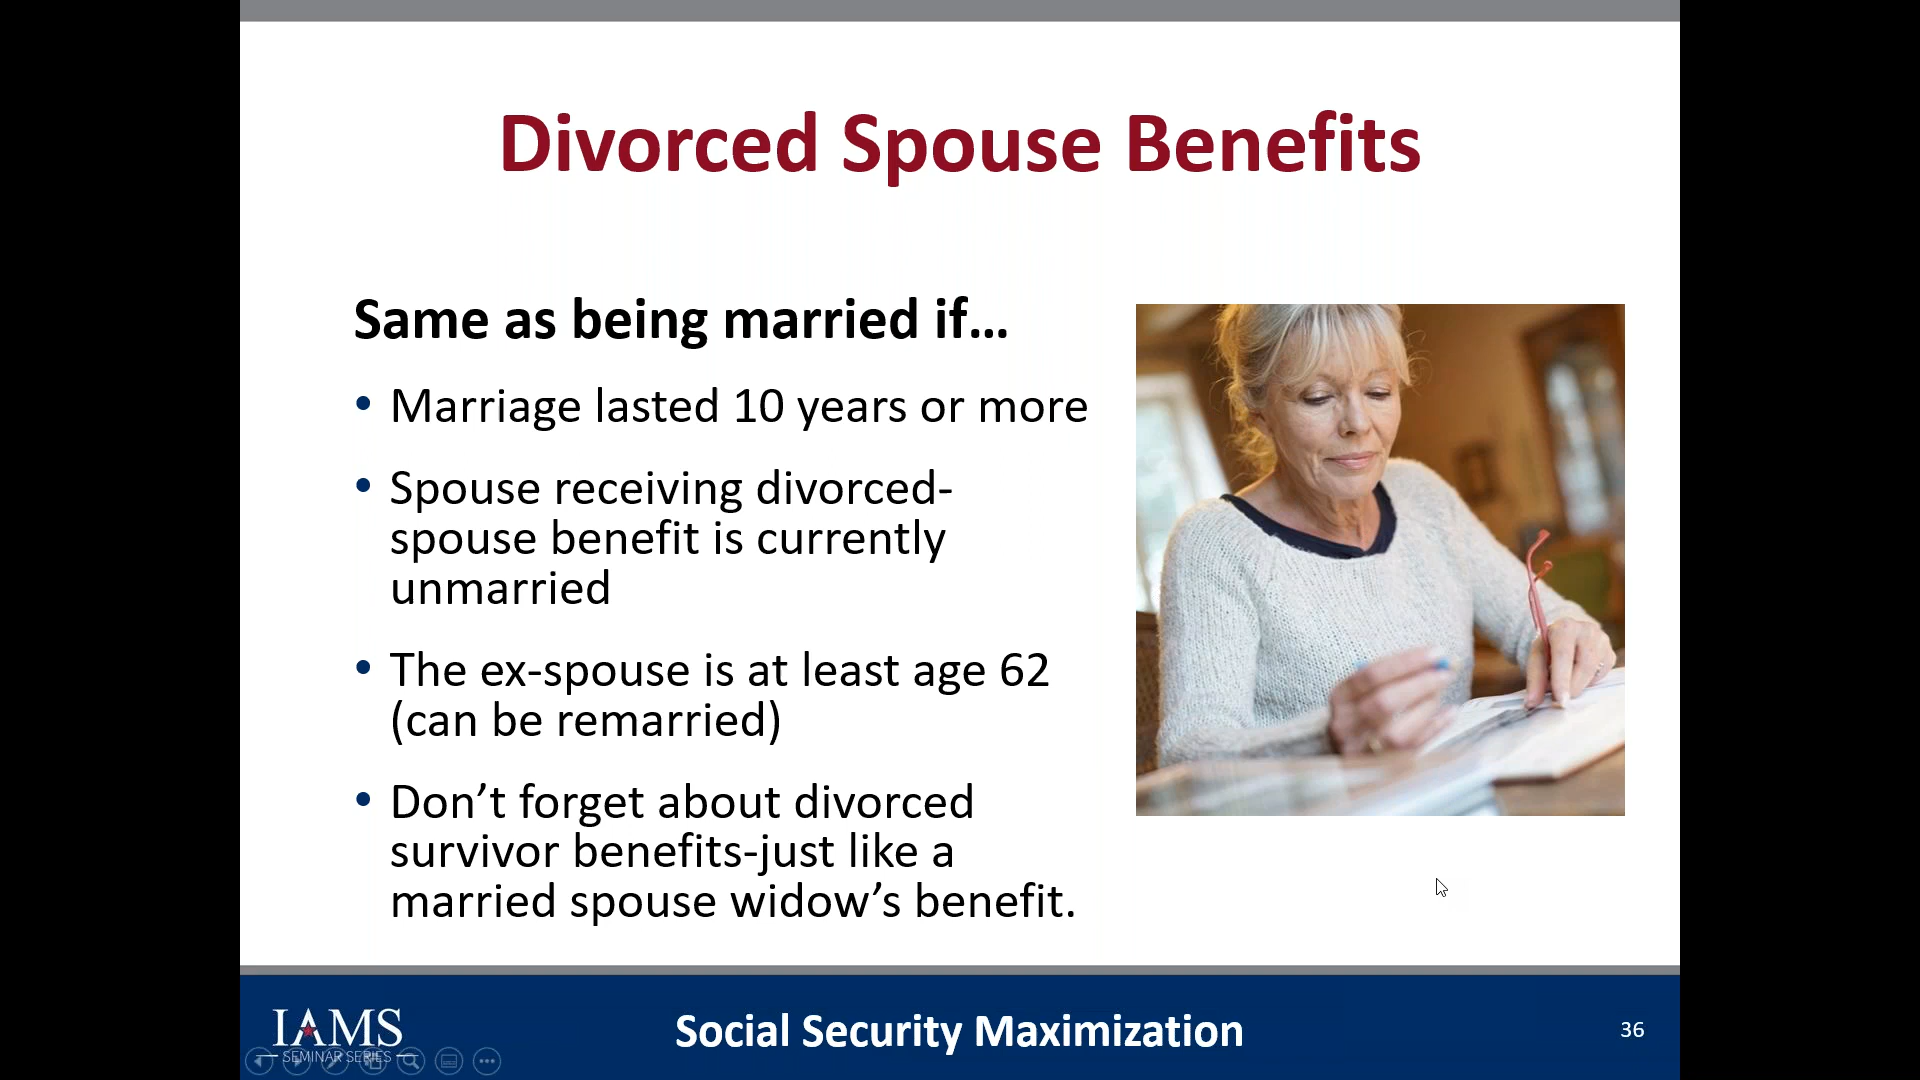 Divorced Spouse Benefits
Same as being married if…
• Marriage lasted 10 years or more
• Spouse receiving divorced-
spouse benefit is currently
unmarried
• The ex-spouse is at least age 62
(can be remarried)
• Don’t forget about divorced
survivor benefits-just like a
married spouse widow’s benefit.
IAMS
SEMINAR SERIES
Social Security Maximization
36